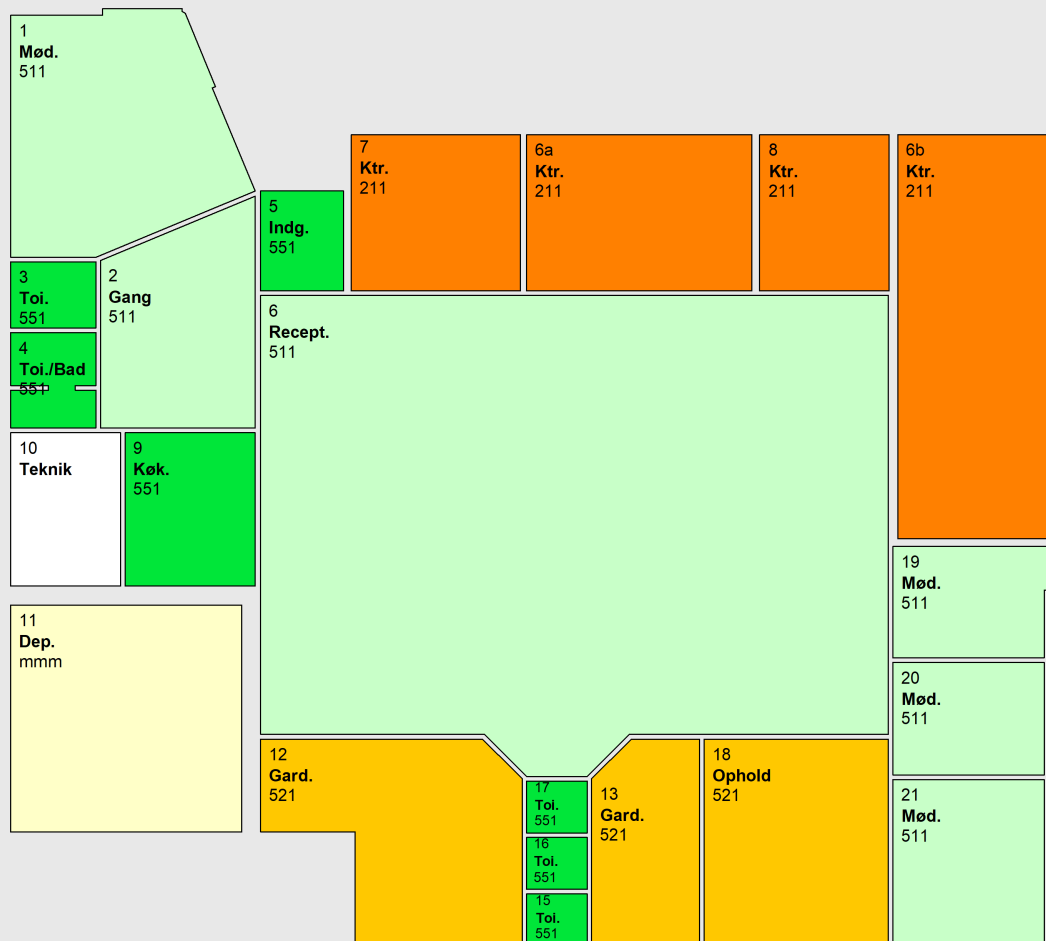 1
Mød.
511
7
Ktr.
211
6a
Ktr.
211
8
Ktr.
211
6b
Ktr.
211
5
Indg.
551
3
Toi.
551
2
Gang
511
6
Recept.
511
4
Toi./Bad
551
10
Teknik
9
Køk.
551
19
Mød.
511
11
Dep.
mmm
20
Mød.
511
12
Gard.
521
17
Toi.
551
13
Gard.
521
18
Ophold
521
21
Mød.
511
16
Toi.
551
15
Toi.
551